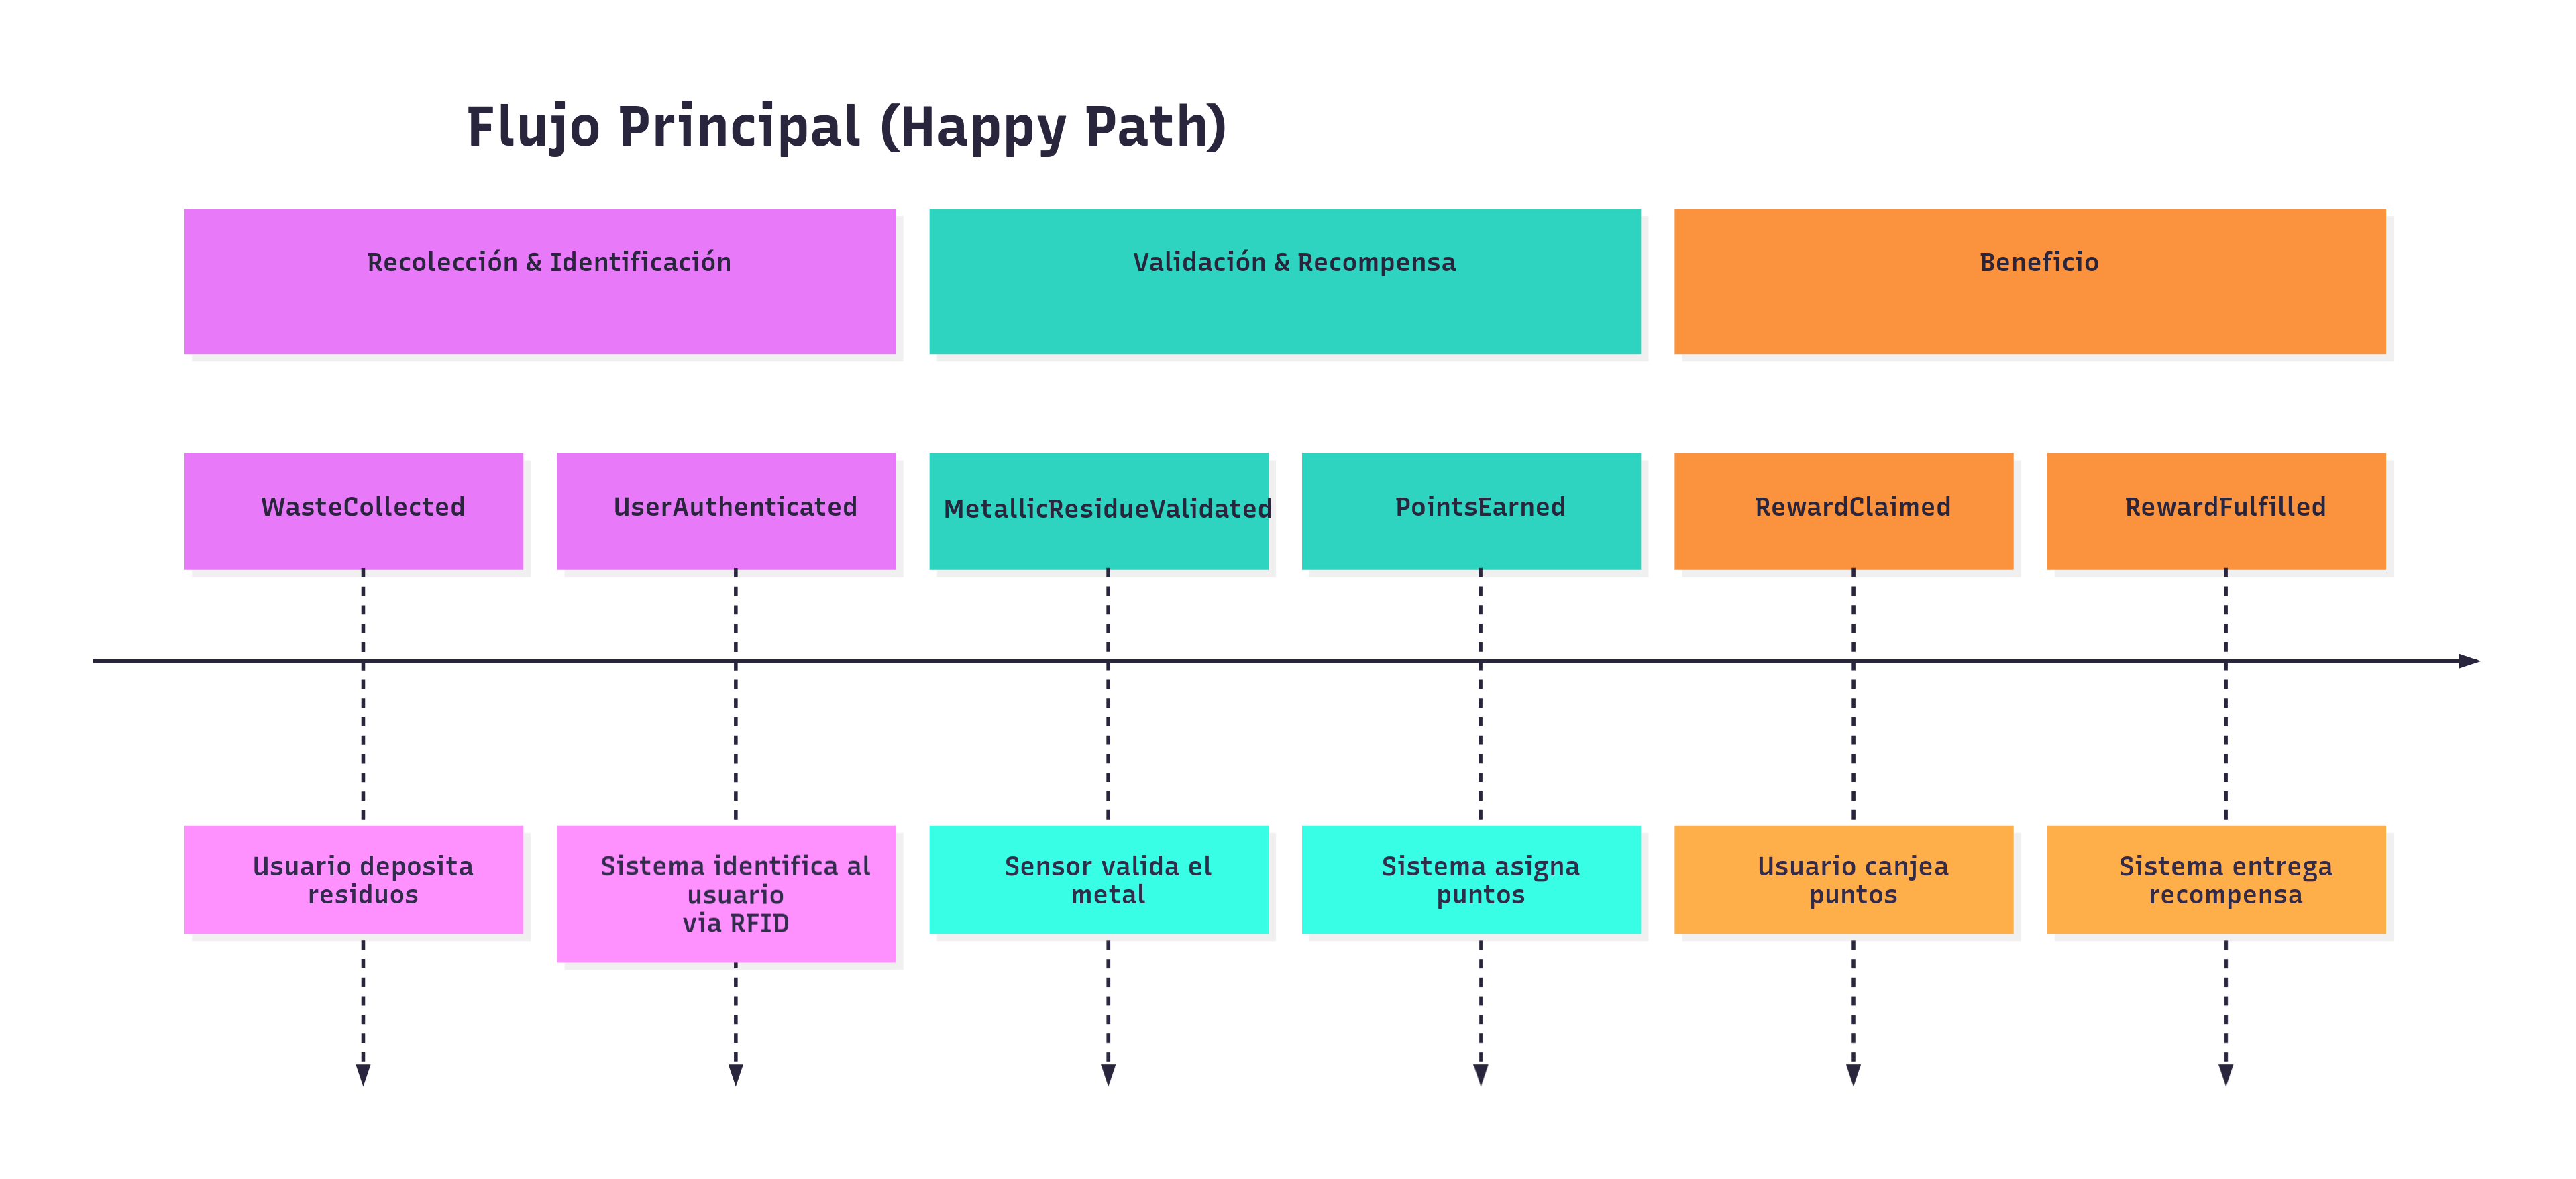 Flujo Principal (Happy Path)
Recolección & Identificación
Validación & Recompensa
Beneficio
WasteCollected
UserAuthenticated
MetallicResidueValidated
PointsEarned
RewardClaimed
RewardFulfilled
Usuario deposita
residuos
Sistema identifica al
usuario
via RFID
Sensor valida el
metal
Sistema asigna
puntos
Usuario canjea
puntos
Sistema entrega
recompensa